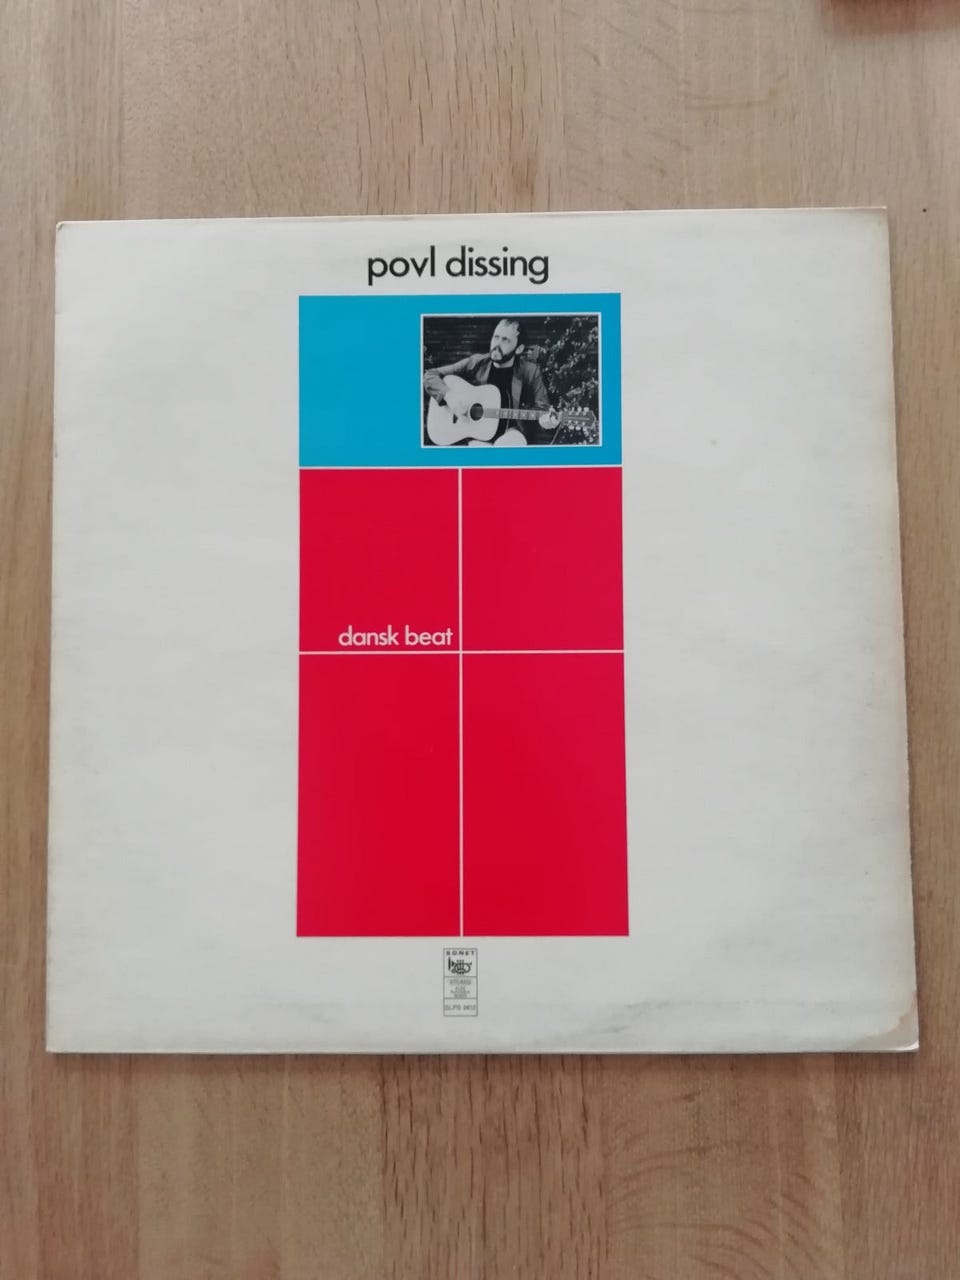 povl dissing
dansk beat
SONET
STEREO